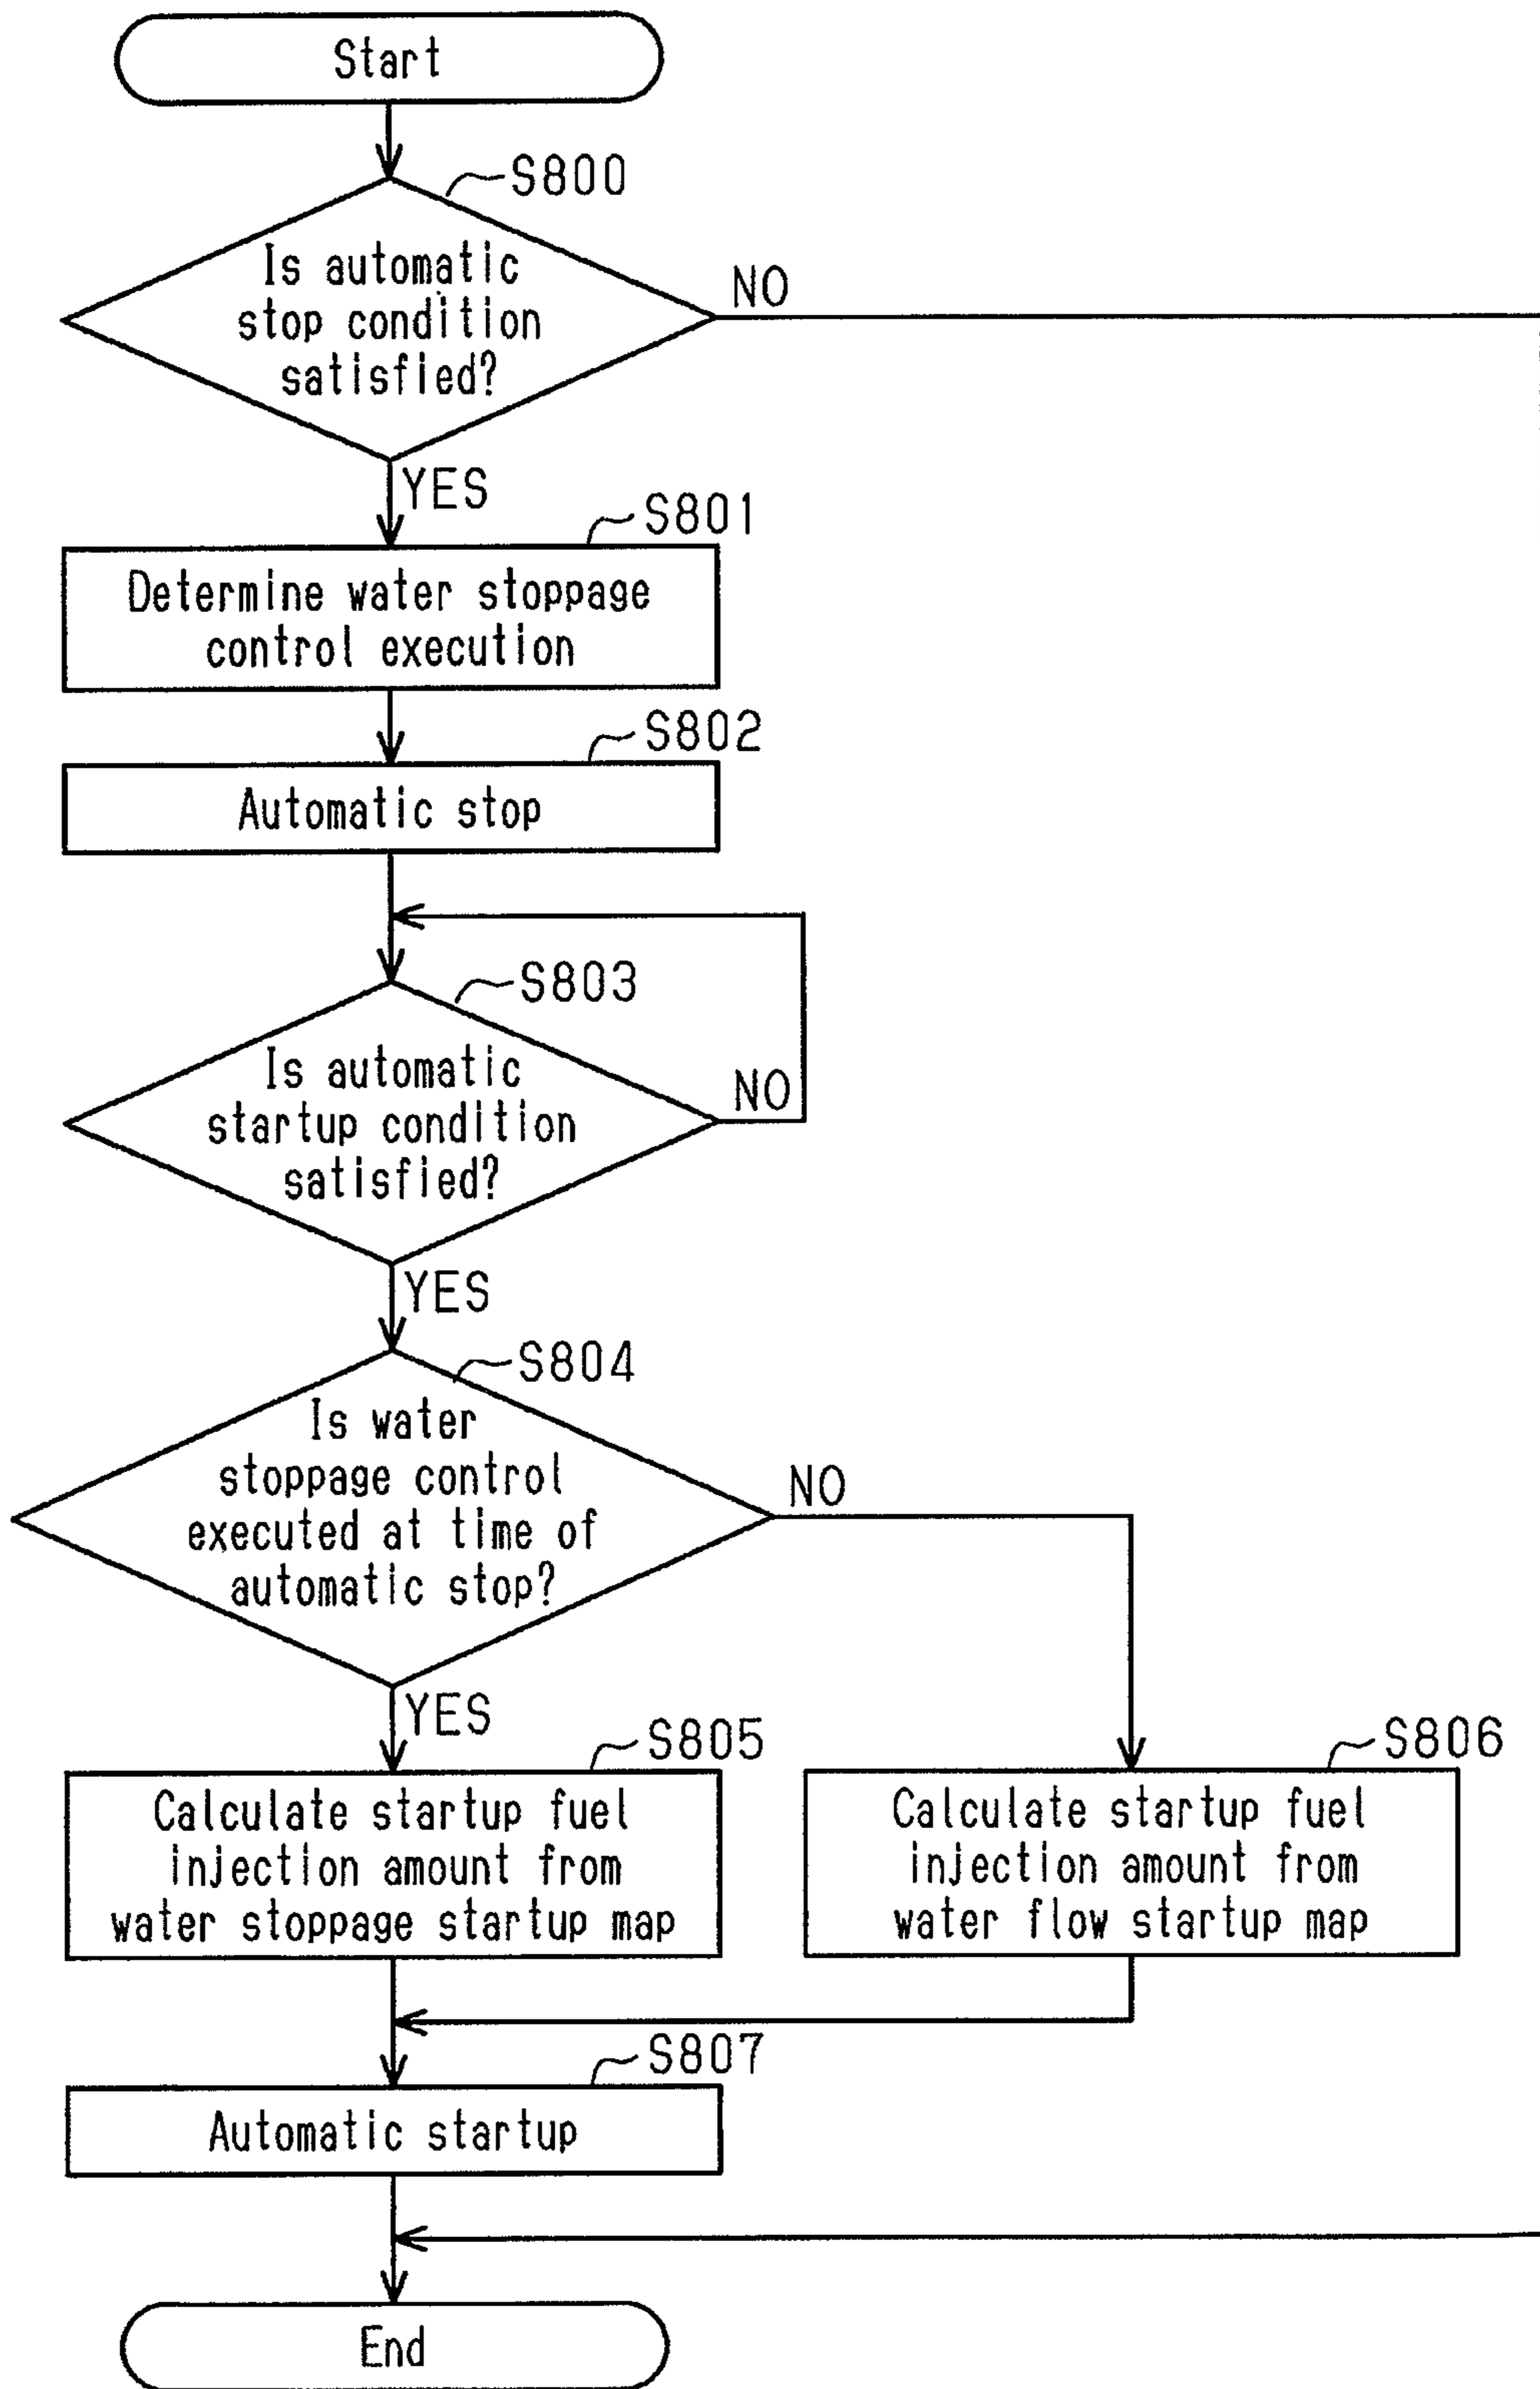 Start
S800
Is automatic
stop condition
satisfied?
NO
YES
S801
Determine water stoppage
control execution
S802
Automatic stop
S803
Is automatic
startup condition
satisfied?
NO
YES
S804
Is water
stoppage control
executed at time of
automatic stop?
NO
YES
S805
Calculate startup fuel
injection amount from
water stoppage startup map
S806
Calculate startup fuel
injection amount from
water flow startup map
S807
Automatic startup
End